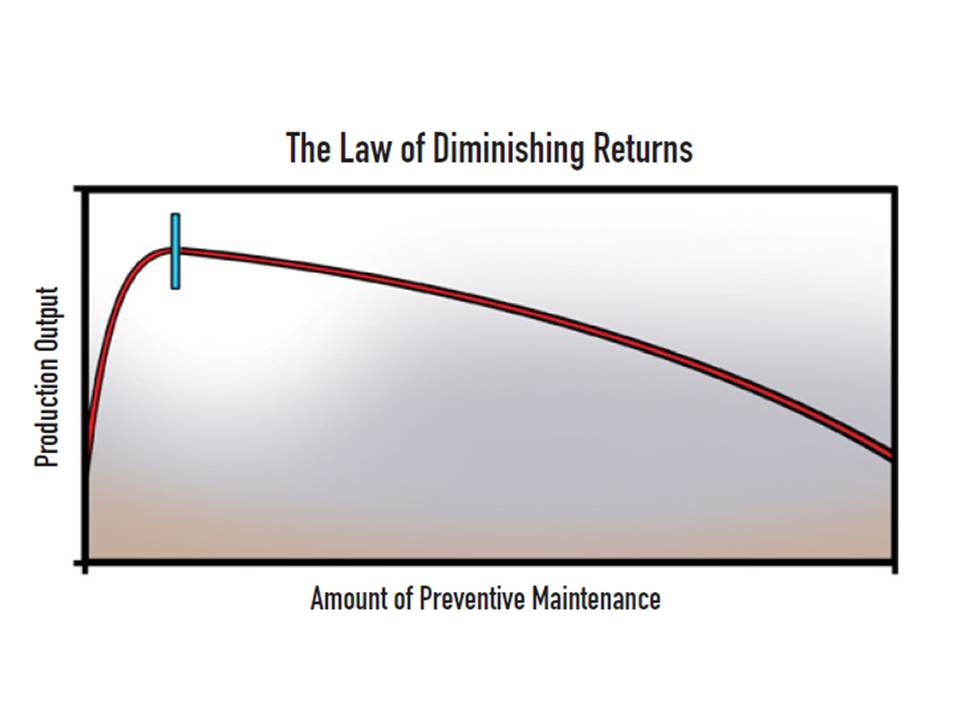 The Law of Diminishing Returns
Production Output
Amount of Preventive Maintenance